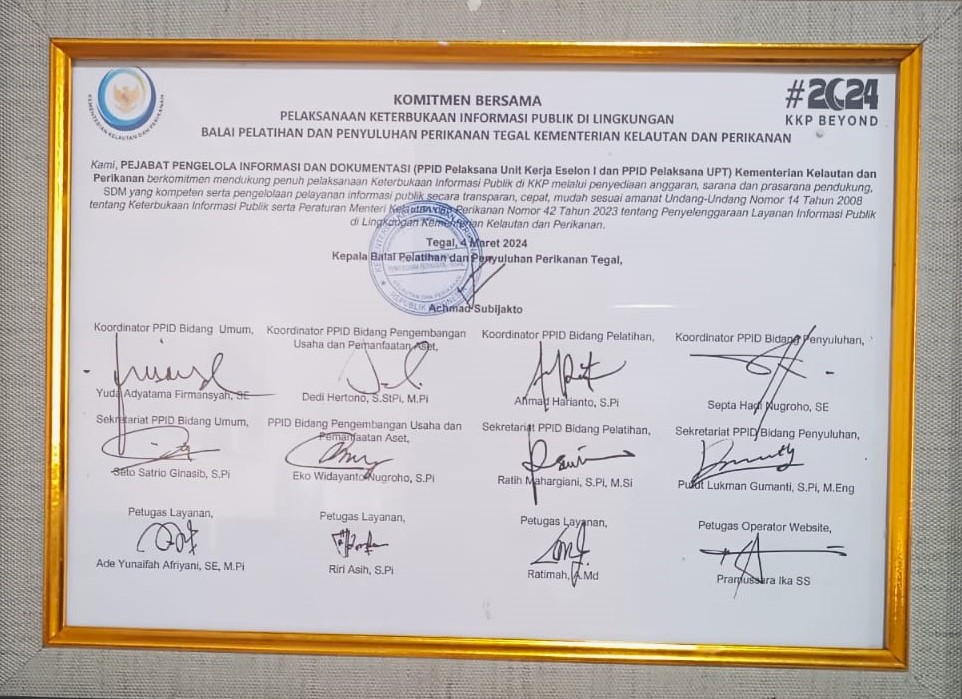 KEMENTERIAN KELAUTAN DAN PERIKANAN
#2024
KKP BEYOND
KOMITMEN BERSAMA
PELAKSANAAN KETERBUKAAN INFORMASI PUBLIK DI LINGKUNGAN
BALAI PELATIHAN DAN PENYULUHAN PERIKANAN TEGAL KEMENTERIAN KELAUTAN DAN PERIKANAN
Kami, PEJABAT PENGELOLA INFORMASI DAN DOKUMENTASI (PPID Pelaksana Unit Kerja Eselon I dan PPID Pelaksana UPT) Kementerian Kelautan dan
Perikanan berkomitmen mendukung penuh pelaksanaan Keterbukaan Informasi Publik di KKP melalui penyediaan anggaran, sarana dan prasarana pendukung,
SDM yang kompeten serta pengelolaan pelayanan informasi publik secara transparan, cepat, mudah sesuai amanat Undang-Undang Nomor 14 Tahun 2008
tentang Keterbukaan Informasi Publik serta Peraturan Menteri Kelautan dan Perikanan Nomor 42 Tahun 2023 tentang Penyelenggaraan Layanan Informasi Publik
di Lingkungan Kementerian Kelautan dan Perikanan.
Tegal, 4 Maret 2024
Kepala Balai Pelatihan dan Penyuluhan Perikanan Tegal,
REPUBLIK INDONESIA
Achmad Subijakto
Koordinator PPID Bidang Umum,
Yuda Adyatama Firmansyah, SE
Koordinator PPID Bidang Pengembangan
Usaha dan Pemanfaatan Aset,
Dedi Hertono, S.StPi, M.Pi
Koordinator PPID Bidang Pelatihan,
Ahmad Harianto, S.Pi
Koordinator PPID Bidang Penyuluhan,
Septa Hadi Nugroho, SE
Sekretariat PPID Bidang Umum,
Seto Satrio Ginasib, S.Pi
PPID Bidang Pengembangan Usaha dan
Pemanfaatan Aset,
Eko Widayanto Nugroho, S.Pi
Sekretariat PPID Bidang Pelatihan,
Ratih Mahargiani, S.Pi, M.Si
Sekretariat PPID Bidang Penyuluhan,
Lukman Gumanti, S.Pi, M.Eng
Petugas Layanan,
Ade Yunaifah Afriyani, SE, M.Pi
Petugas Layanan,
Riri Asih, S.Pi
Petugas Layanan,
Ratimah, A.Md
Petugas Operator Website,
Ika SS